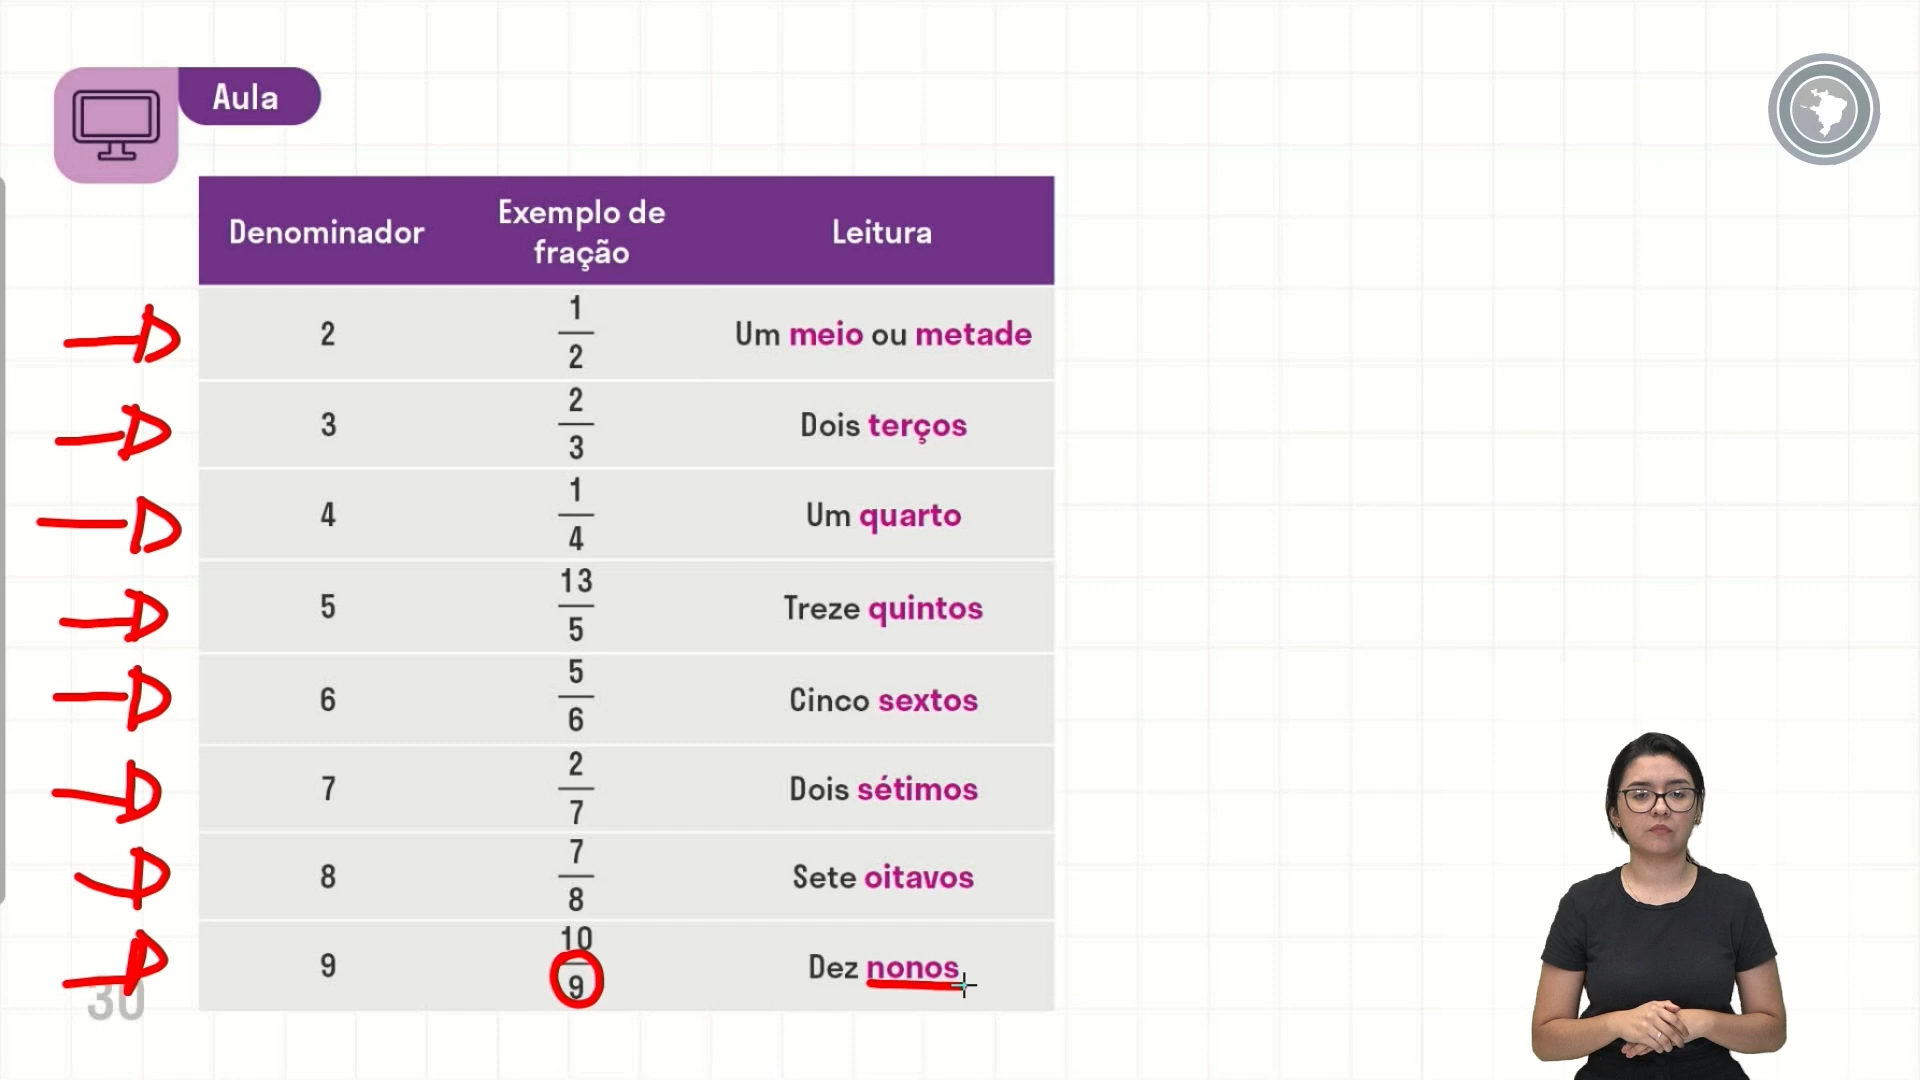 Aula
Denominador Exemplo de fração Leitura
2 1/2 Um meio ou metade
3 2/3 Dois terços
4 1/4 Um quarto
5 13/5 Treze quintos
6 5/6 Cinco sextos
7 2/7 Dois sétimos
8 7/8 Sete oitavos
9 10/9 Dez nonos
30